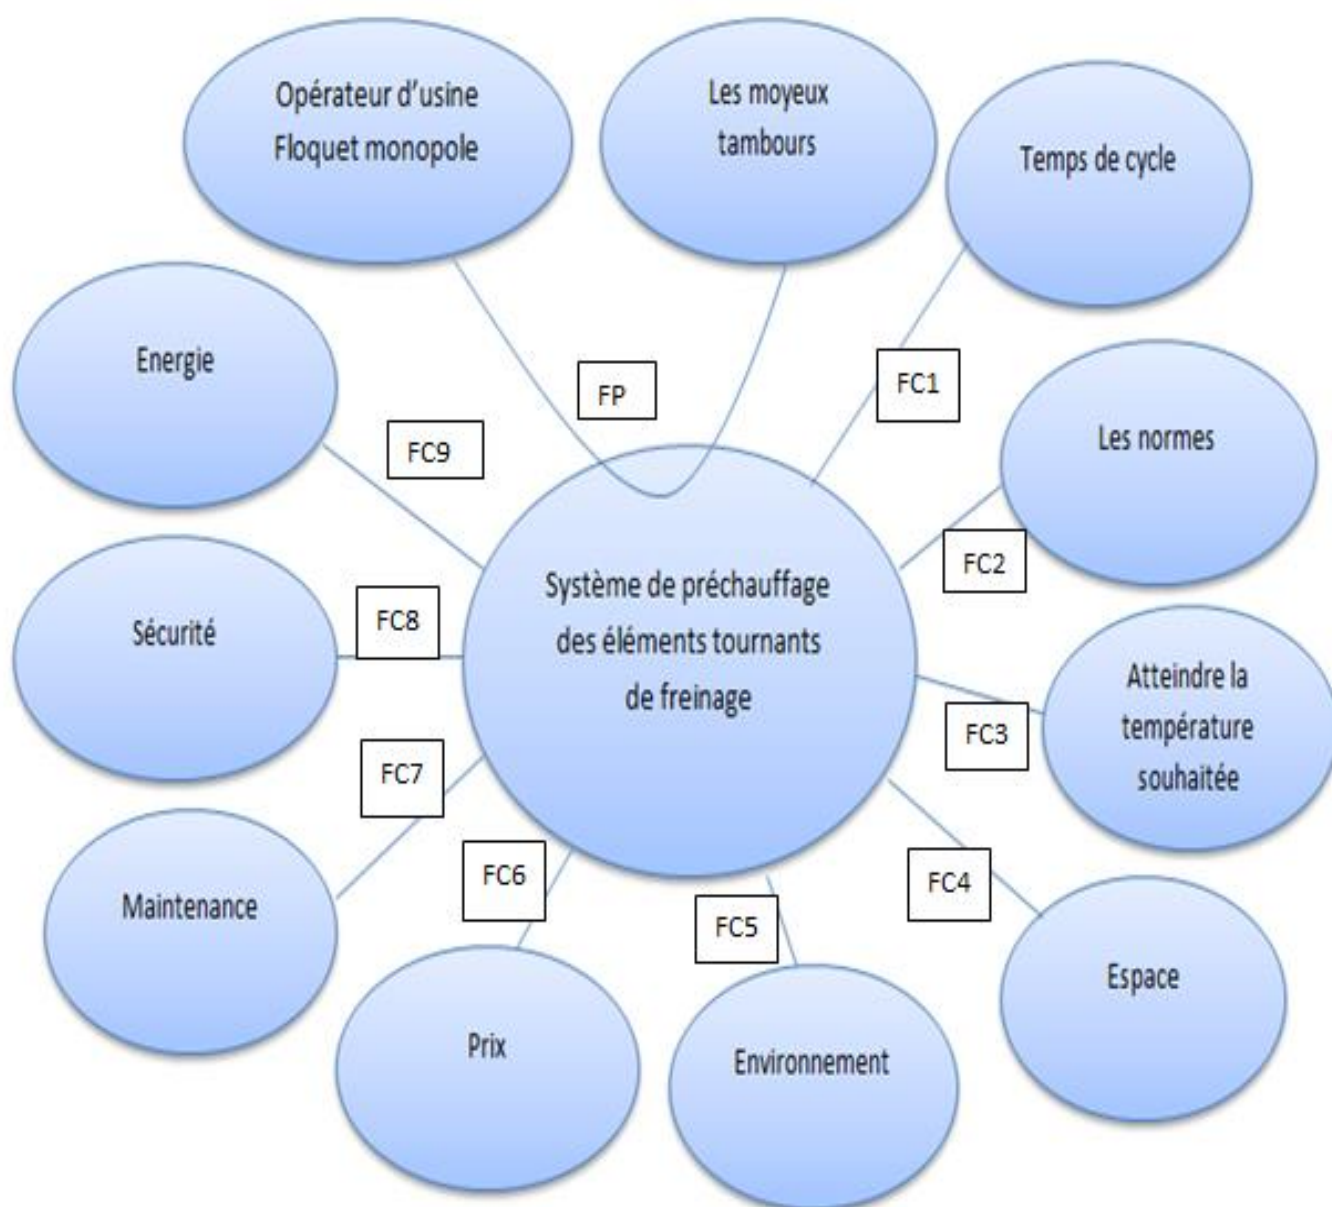 Opérateur d'usine
Floquet monopole
Les moyeux
tambours
Temps de cycle
Energie
FP
FC1
Les normes
FC9
FC2
Système de préchauffage
des éléments tournants
de freinage
Sécurité
FC8
Atteindre la
température
souhaitée
FC3
FC7
FC6
FC4
Maintenance
FC5
Espace
Prix
Environnement